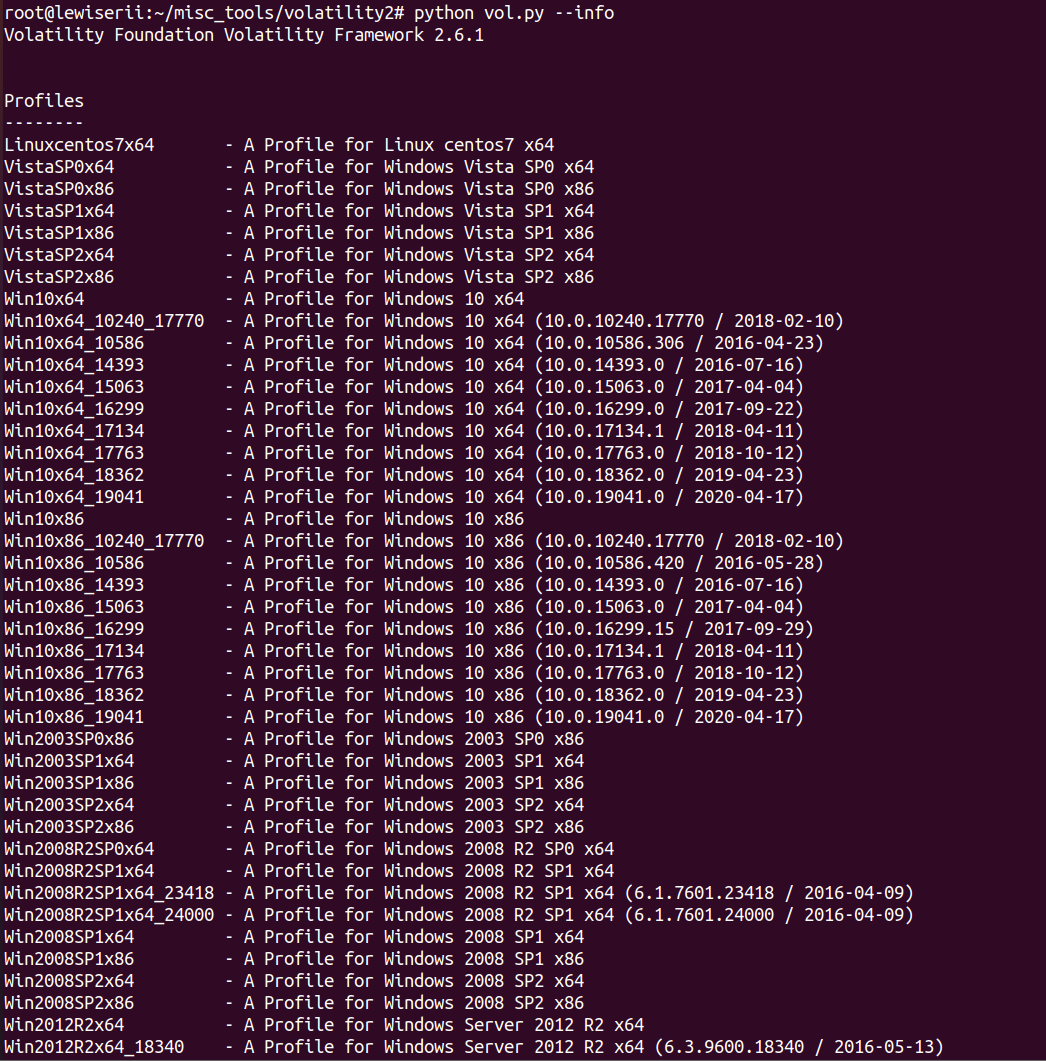 root@lewiserii:~/misc_tools/volatility2# python vol.py --info
Volatility Foundation Volatility Framework 2.6.1
Profiles
--------
Linuxcentos7x64       - A Profile for Linux centos7 x64
VistaSP0x64           - A Profile for Windows Vista SP0 x64
VistaSP0x86           - A Profile for Windows Vista SP0 x86
VistaSP1x64           - A Profile for Windows Vista SP1 x64
VistaSP1x86           - A Profile for Windows Vista SP1 x86
VistaSP2x64           - A Profile for Windows Vista SP2 x64
VistaSP2x86           - A Profile for Windows Vista SP2 x86
Win10x64              - A Profile for Windows 10 x64
Win10x64_10240_17770  - A Profile for Windows 10 x64 (10.0.10240.17770 / 2018-02-10)
Win10x64_10586        - A Profile for Windows 10 x64 (10.0.10586.306 / 2016-04-23)
Win10x64_14393        - A Profile for Windows 10 x64 (10.0.14393.0 / 2016-07-16)
Win10x64_15063        - A Profile for Windows 10 x64 (10.0.15063.0 / 2017-04-04)
Win10x64_16299        - A Profile for Windows 10 x64 (10.0.16299.0 / 2017-09-22)
Win10x64_17134        - A Profile for Windows 10 x64 (10.0.17134.1 / 2018-04-11)
Win10x64_17763        - A Profile for Windows 10 x64 (10.0.17763.0 / 2018-10-12)
Win10x64_18362        - A Profile for Windows 10 x64 (10.0.18362.0 / 2019-04-23)
Win10x64_19041        - A Profile for Windows 10 x64 (10.0.19041.0 / 2020-04-17)
Win10x86              - A Profile for Windows 10 x86
Win10x86_10240_17770  - A Profile for Windows 10 x86 (10.0.10240.17770 / 2018-02-10)
Win10x86_10586        - A Profile for Windows 10 x86 (10.0.10586.420 / 2016-05-28)
Win10x86_14393        - A Profile for Windows 10 x86 (10.0.14393.0 / 2016-07-16)
Win10x86_15063        - A Profile for Windows 10 x86 (10.0.15063.0 / 2017-04-04)
Win10x86_16299        - A Profile for Windows 10 x86 (10.0.16299.15 / 2017-09-29)
Win10x86_17134        - A Profile for Windows 10 x86 (10.0.17134.1 / 2018-04-11)
Win10x86_17763        - A Profile for Windows 10 x86 (10.0.17763.0 / 2018-10-12)
Win10x86_18362        - A Profile for Windows 10 x86 (10.0.18362.0 / 2019-04-23)
Win10x86_19041        - A Profile for Windows 10 x86 (10.0.19041.0 / 2020-04-17)
Win2003SP0x86         - A Profile for Windows 2003 SP0 x86
Win2003SP1x64         - A Profile for Windows 2003 SP1 x64
Win2003SP1x86         - A Profile for Windows 2003 SP1 x86
Win2003SP2x64         - A Profile for Windows 2003 SP2 x64
Win2003SP2x86         - A Profile for Windows 2003 SP2 x86
Win2008R2SP0x64       - A Profile for Windows 2008 R2 SP0 x64
Win2008R2SP1x64       - A Profile for Windows 2008 R2 SP1 x64
Win2008R2SP1x64_23418 - A Profile for Windows 2008 R2 SP1 x64 (6.1.7601.23418 / 2016-04-09)
Win2008R2SP1x64_24000 - A Profile for Windows 2008 R2 SP1 x64 (6.1.7601.24000 / 2016-04-09)
Win2008SP1x64         - A Profile for Windows 2008 SP1 x64
Win2008SP1x86         - A Profile for Windows 2008 SP1 x86
Win2008SP2x64         - A Profile for Windows 2008 SP2 x64
Win2008SP2x86         - A Profile for Windows 2008 SP2 x86
Win2012R2x64          - A Profile for Windows Server 2012 R2 x64
Win2012R2x64_18340    - A Profile for Windows Server 2012 R2 x64 (6.3.9600.18340 / 2016-05-13)